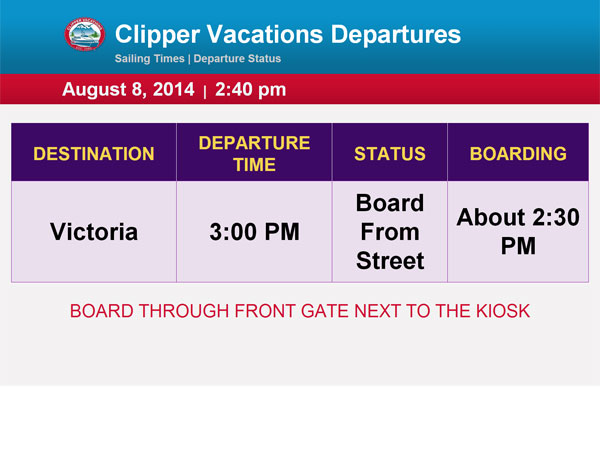 Clipper Vacations Departures
Sailing Times | Departure Status
August 8, 2014 | 2:40 pm
DESTINATION
DEPARTURE
TIME
STATUS
BOARDING
Victoria
3:00 PM
Board
From
Street
About 2:30
PM
BOARD THROUGH FRONT GATE NEXT TO THE KIOSK